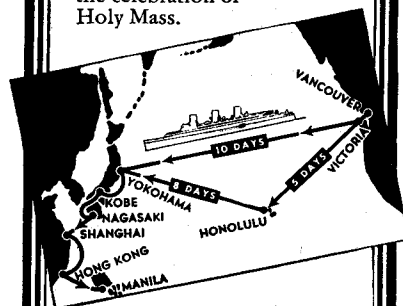 the celebration of
Holy Mass.
VANCOUVER
VICTORIA
10 DAYS
5 DAYS
8 DAYS
YOKOHAMA
HONOLULU
KOBE
NAGASAKI
SHANGHAI
HONG KONG
MANILA